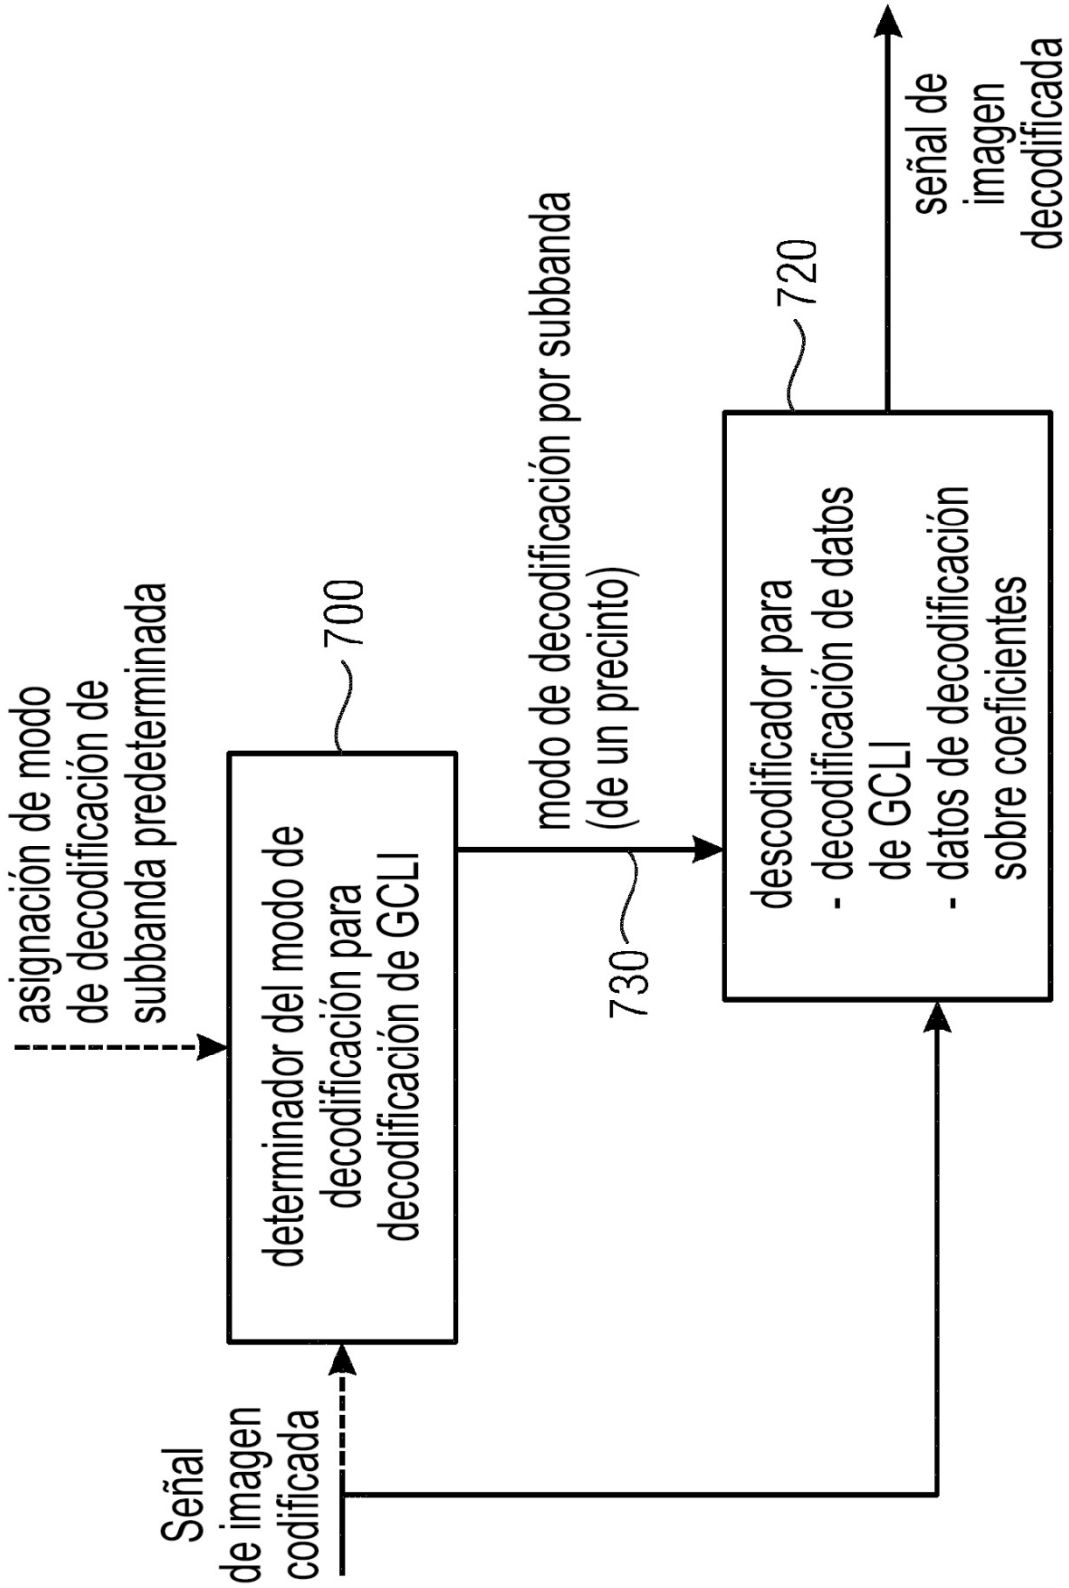 asignación de modo
de decodificación de
subbanda predeterminada
Señal
de imagen
codificada
determinador del modo de
decodificación para
decodificación de GCLI
700
modo de decodificación por subbanda
(de un precinto)
730
descodificador para
- decodificación de datos
de GCLI
- datos de decodificación
sobre coeficientes
720
señal de
imagen
decodificada